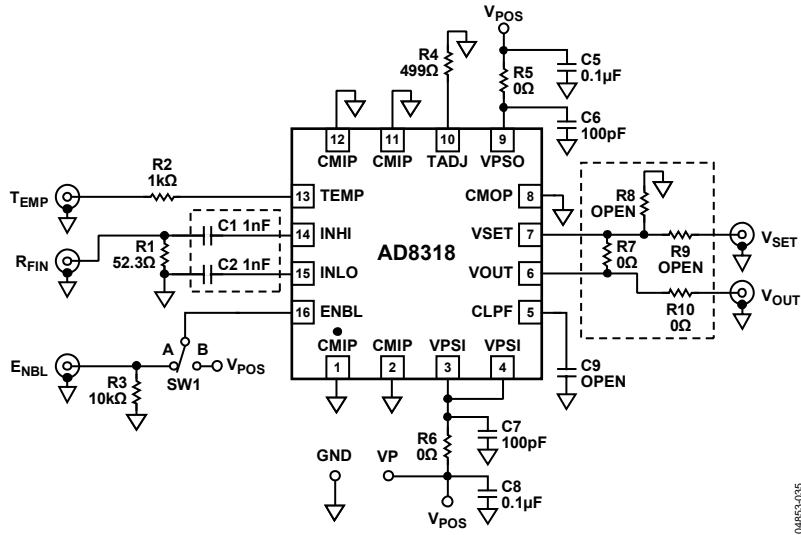 VPOS
R4
499Ω
R5
0Ω
C5
0.1µF
C6
100pF
12
11
10
9
CMIP
CMIP
TADJ
VPSO
TEMP
R2
1kΩ
13
TEMP
CMOP
8
R8
OPEN
RFIN
R1
52.3Ω
C1 1nF
14
INHI
AD8318
VSET
7
R7
0Ω
R9
OPEN
VSET
C2 1nF
15
INLO
VOUT
6
R10
0Ω
VOUT
16
ENBL
CLPF
5
ENBL
A
B
VPOS
SW1
R3
10kΩ
CMIP
CMIP
VPSI
VPSI
1
2
3
4
C9
OPEN
R6
0Ω
C7
100pF
GND
VP
C8
0.1µF
VPOS
04853-035